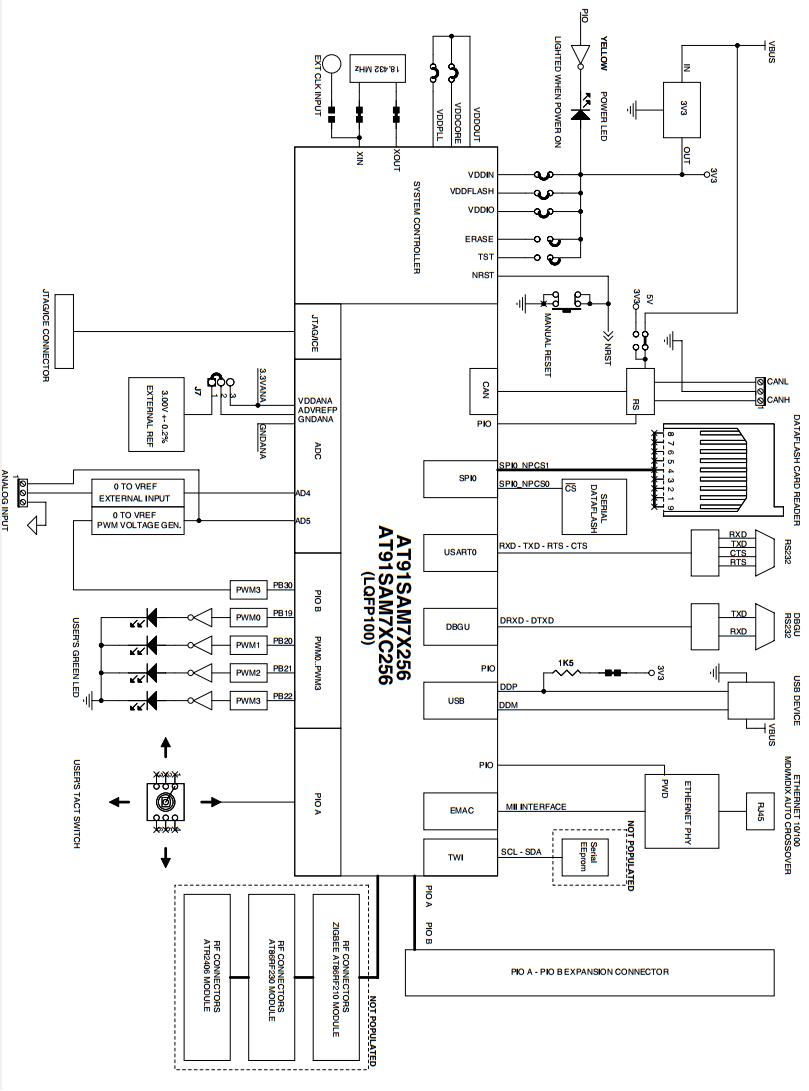 PIO
YELLOW
LIGHTED WHEN POWER ON
POWER LED
VBUS
IN
3V3
OUT
3V3
EXT CLK INPUT
18,432 MHz
XIN
XOUT
VDDPLL
VDDCORE
VDDOUT
SYSTEM CONTROLLER
VDDIN
VDDFLASH
VDDIO
ERASE
TST
NRST
MANUAL RESET
NRST
3V3
5V
JTAG/ICE CONNECTOR
JTAG/ICE
CAN
PIO
RS
CANL
CANH
1
3.00V +- 0.2%
EXTERNAL REF
J7
1
2
3
3.3VANA
GNDANA
VDDANA
ADVREFP
GNDANA
ADC
AD4
AD5
ANALOG INPUT
1
0 TO VREF
EXTERNAL INPUT
0 TO VREF
PWM VOLTAGE GEN.
SPI0
SPI0_NPCS1
SPI0_NPCS0
CS
SERIAL
DATAFLASH
DATAFLASH CARD READER
8 7 6 5 4 3 2 1 9
AT91SAM7X256
AT91SAM7XC256
(LQFP100)
USART0
RXD - TXD - RTS - CTS
RXD
TXD
CTS
RTS
RS232
DBGU
DRXD - DTXD
TXD
RXD
DBGU
RS232
PIO B
PWM0..PWM3
PWM3
PB30
PWM0
PB19
PWM1
PB20
PWM2
PB21
PWM3
PB22
USER'S GREEN LED
PIO
USB
DDP
DDM
1K5
3V3
VBUS
USB DEVICE
USER'S TACT SWITCH
PIO A
PIO
EMAC
MII INTERFACE
PWD
ETHERNET PHY
RJ45
ETHERNET 10/100
MDI/MDIX AUTO CROSSOVER
TWI
SCL - SDA
Serial
EEprom
NOT POPULATED
PIO A
PIO B
PIO A - PIO B EXPANSION CONNECTOR
RF CONNECTORS
ATR2406 MODULE
RF CONNECTORS
AT86RF230 MODULE
RF CONNECTORS
ZIGBEE AT86RF210 MODULE
NOT POPULATED